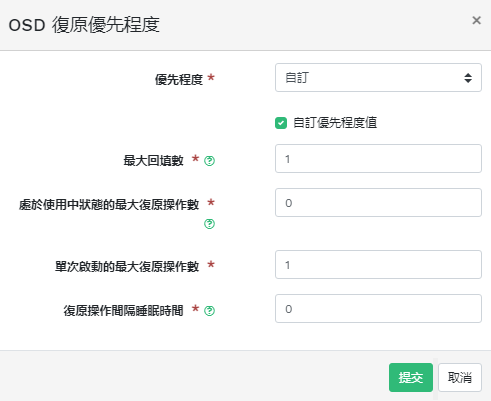 OSD 復原優先程度 ×
優先程度 * 自訂
自訂優先程度值
最大回填數 * ? 1
處於使用中狀態的最大復原操作數 * 0
?
單次啟動的最大復原操作數 * 1
復原操作間隔睡眠時間 * ? 0
提交 取消